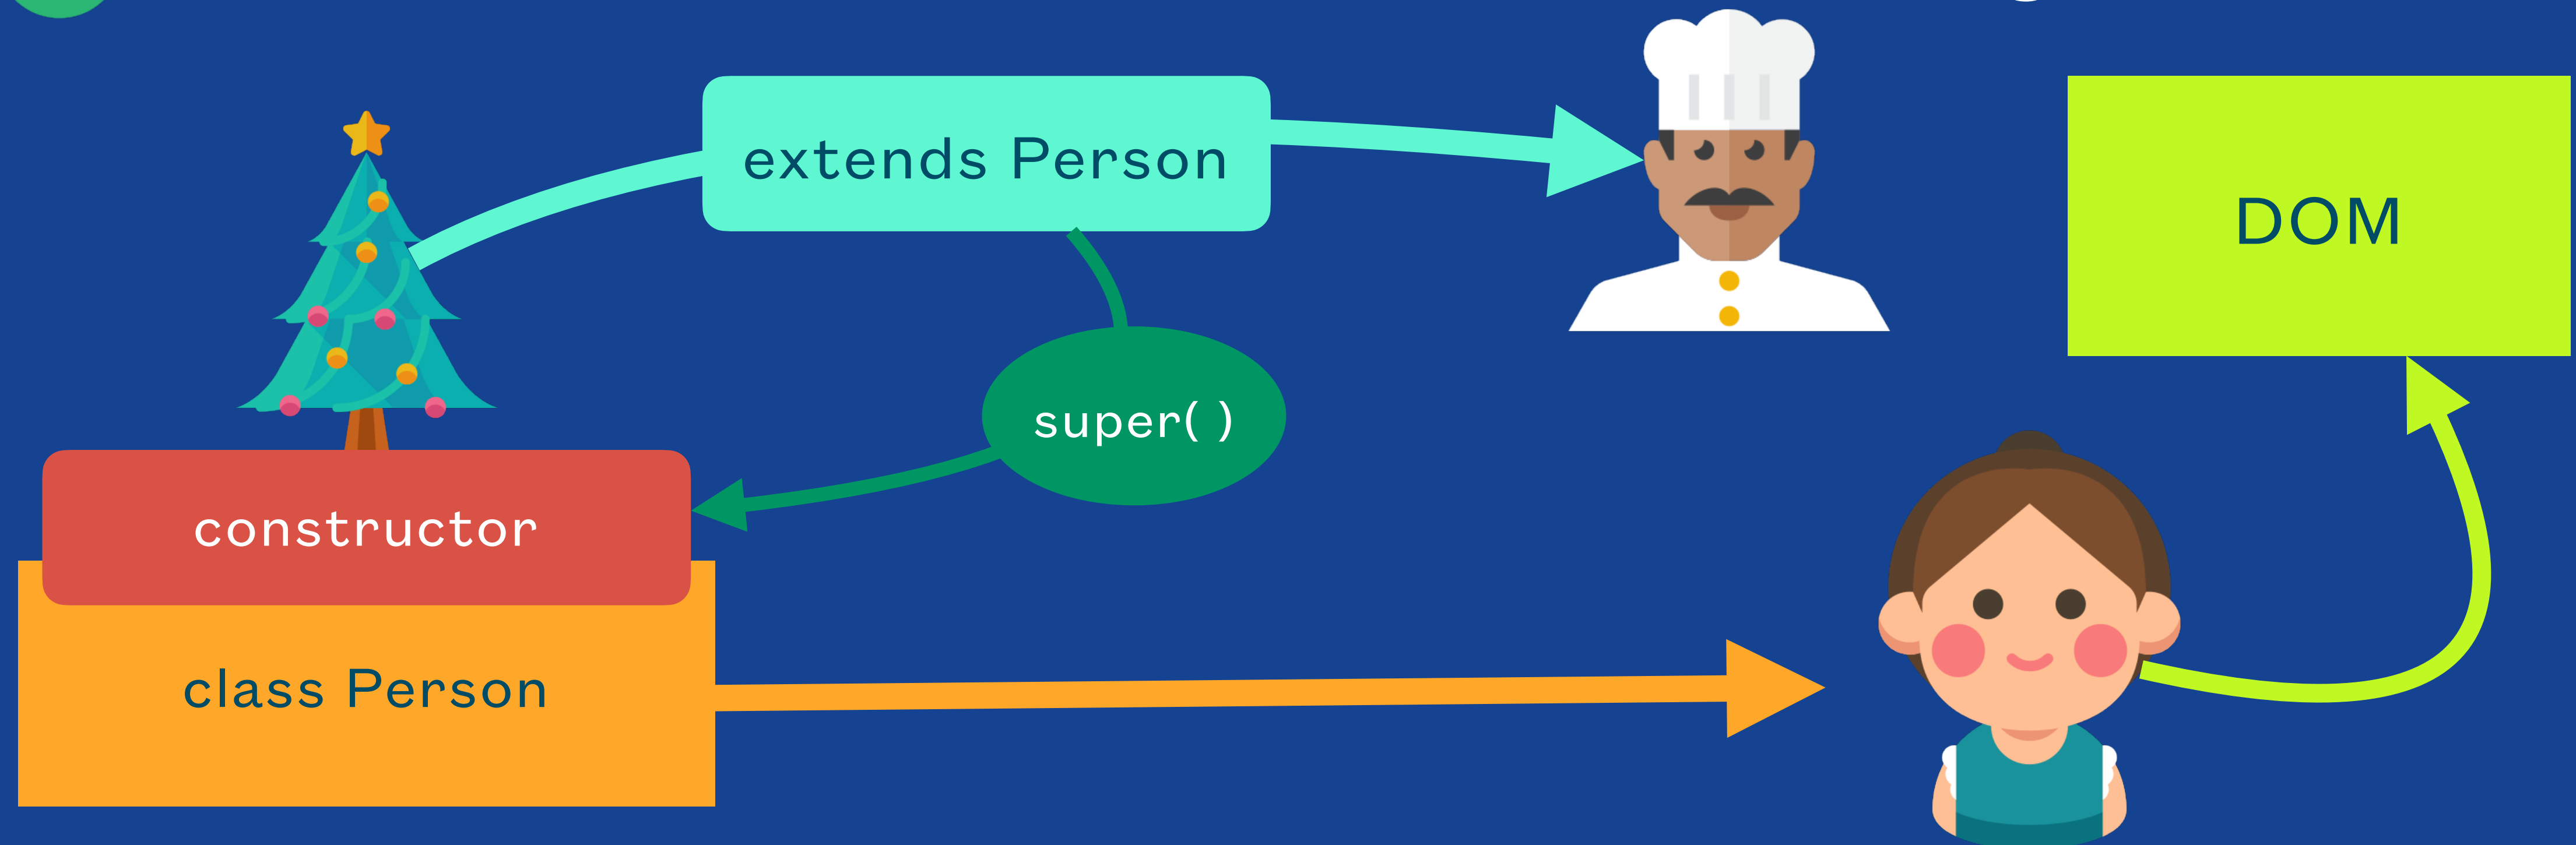 extends Person
DOM
super( )
constructor
class Person